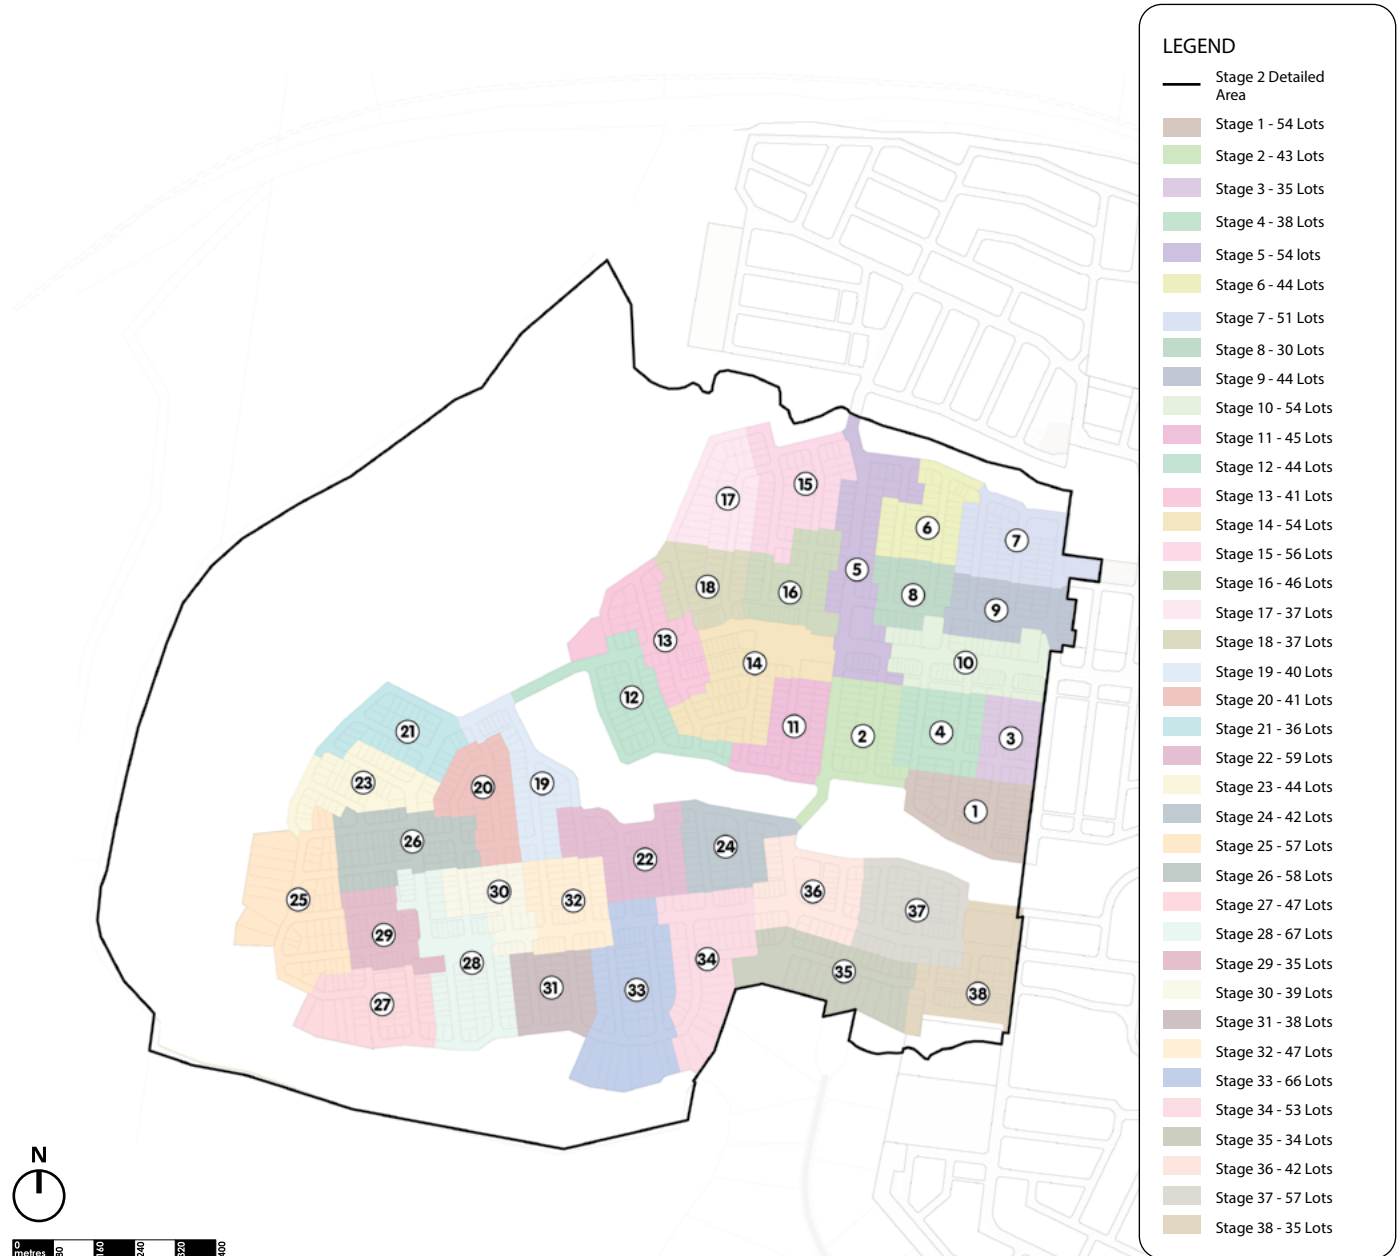 LEGEND
Stage 2 Detailed
Area
Stage 1 - 54 Lots
Stage 2 - 43 Lots
Stage 3 - 35 Lots
Stage 4 - 38 Lots
Stage 5 - 54 lots
Stage 6 - 44 Lots
Stage 7 - 51 Lots
Stage 8 - 30 Lots
Stage 9 - 44 Lots
Stage 10 - 54 Lots
Stage 11 - 45 Lots
Stage 12 - 44 Lots
Stage 13 - 41 Lots
Stage 14 - 54 Lots
Stage 15 - 56 Lots
Stage 16 - 46 Lots
Stage 17 - 37 Lots
Stage 18 - 37 Lots
Stage 19 - 40 Lots
Stage 20 - 41 Lots
Stage 21 - 36 Lots
Stage 22 - 59 Lots
Stage 23 - 44 Lots
Stage 24 - 42 Lots
Stage 25 - 57 Lots
Stage 26 - 58 Lots
Stage 27 - 47 Lots
Stage 28 - 67 Lots
Stage 29 - 35 Lots
Stage 30 - 39 Lots
Stage 31 - 38 Lots
Stage 32 - 47 Lots
Stage 33 - 66 Lots
Stage 34 - 53 Lots
Stage 35 - 34 Lots
Stage 36 - 42 Lots
Stage 37 - 57 Lots
Stage 38 - 35 Lots
15
17
6
7
5
18
16
8
9
13
14
10
12
11
2
4
3
21
23
20
19
1
26
22
24
25
30
32
36
37
29
28
34
35
27
31
33
38
N
0
metres
80
160
240
320
400